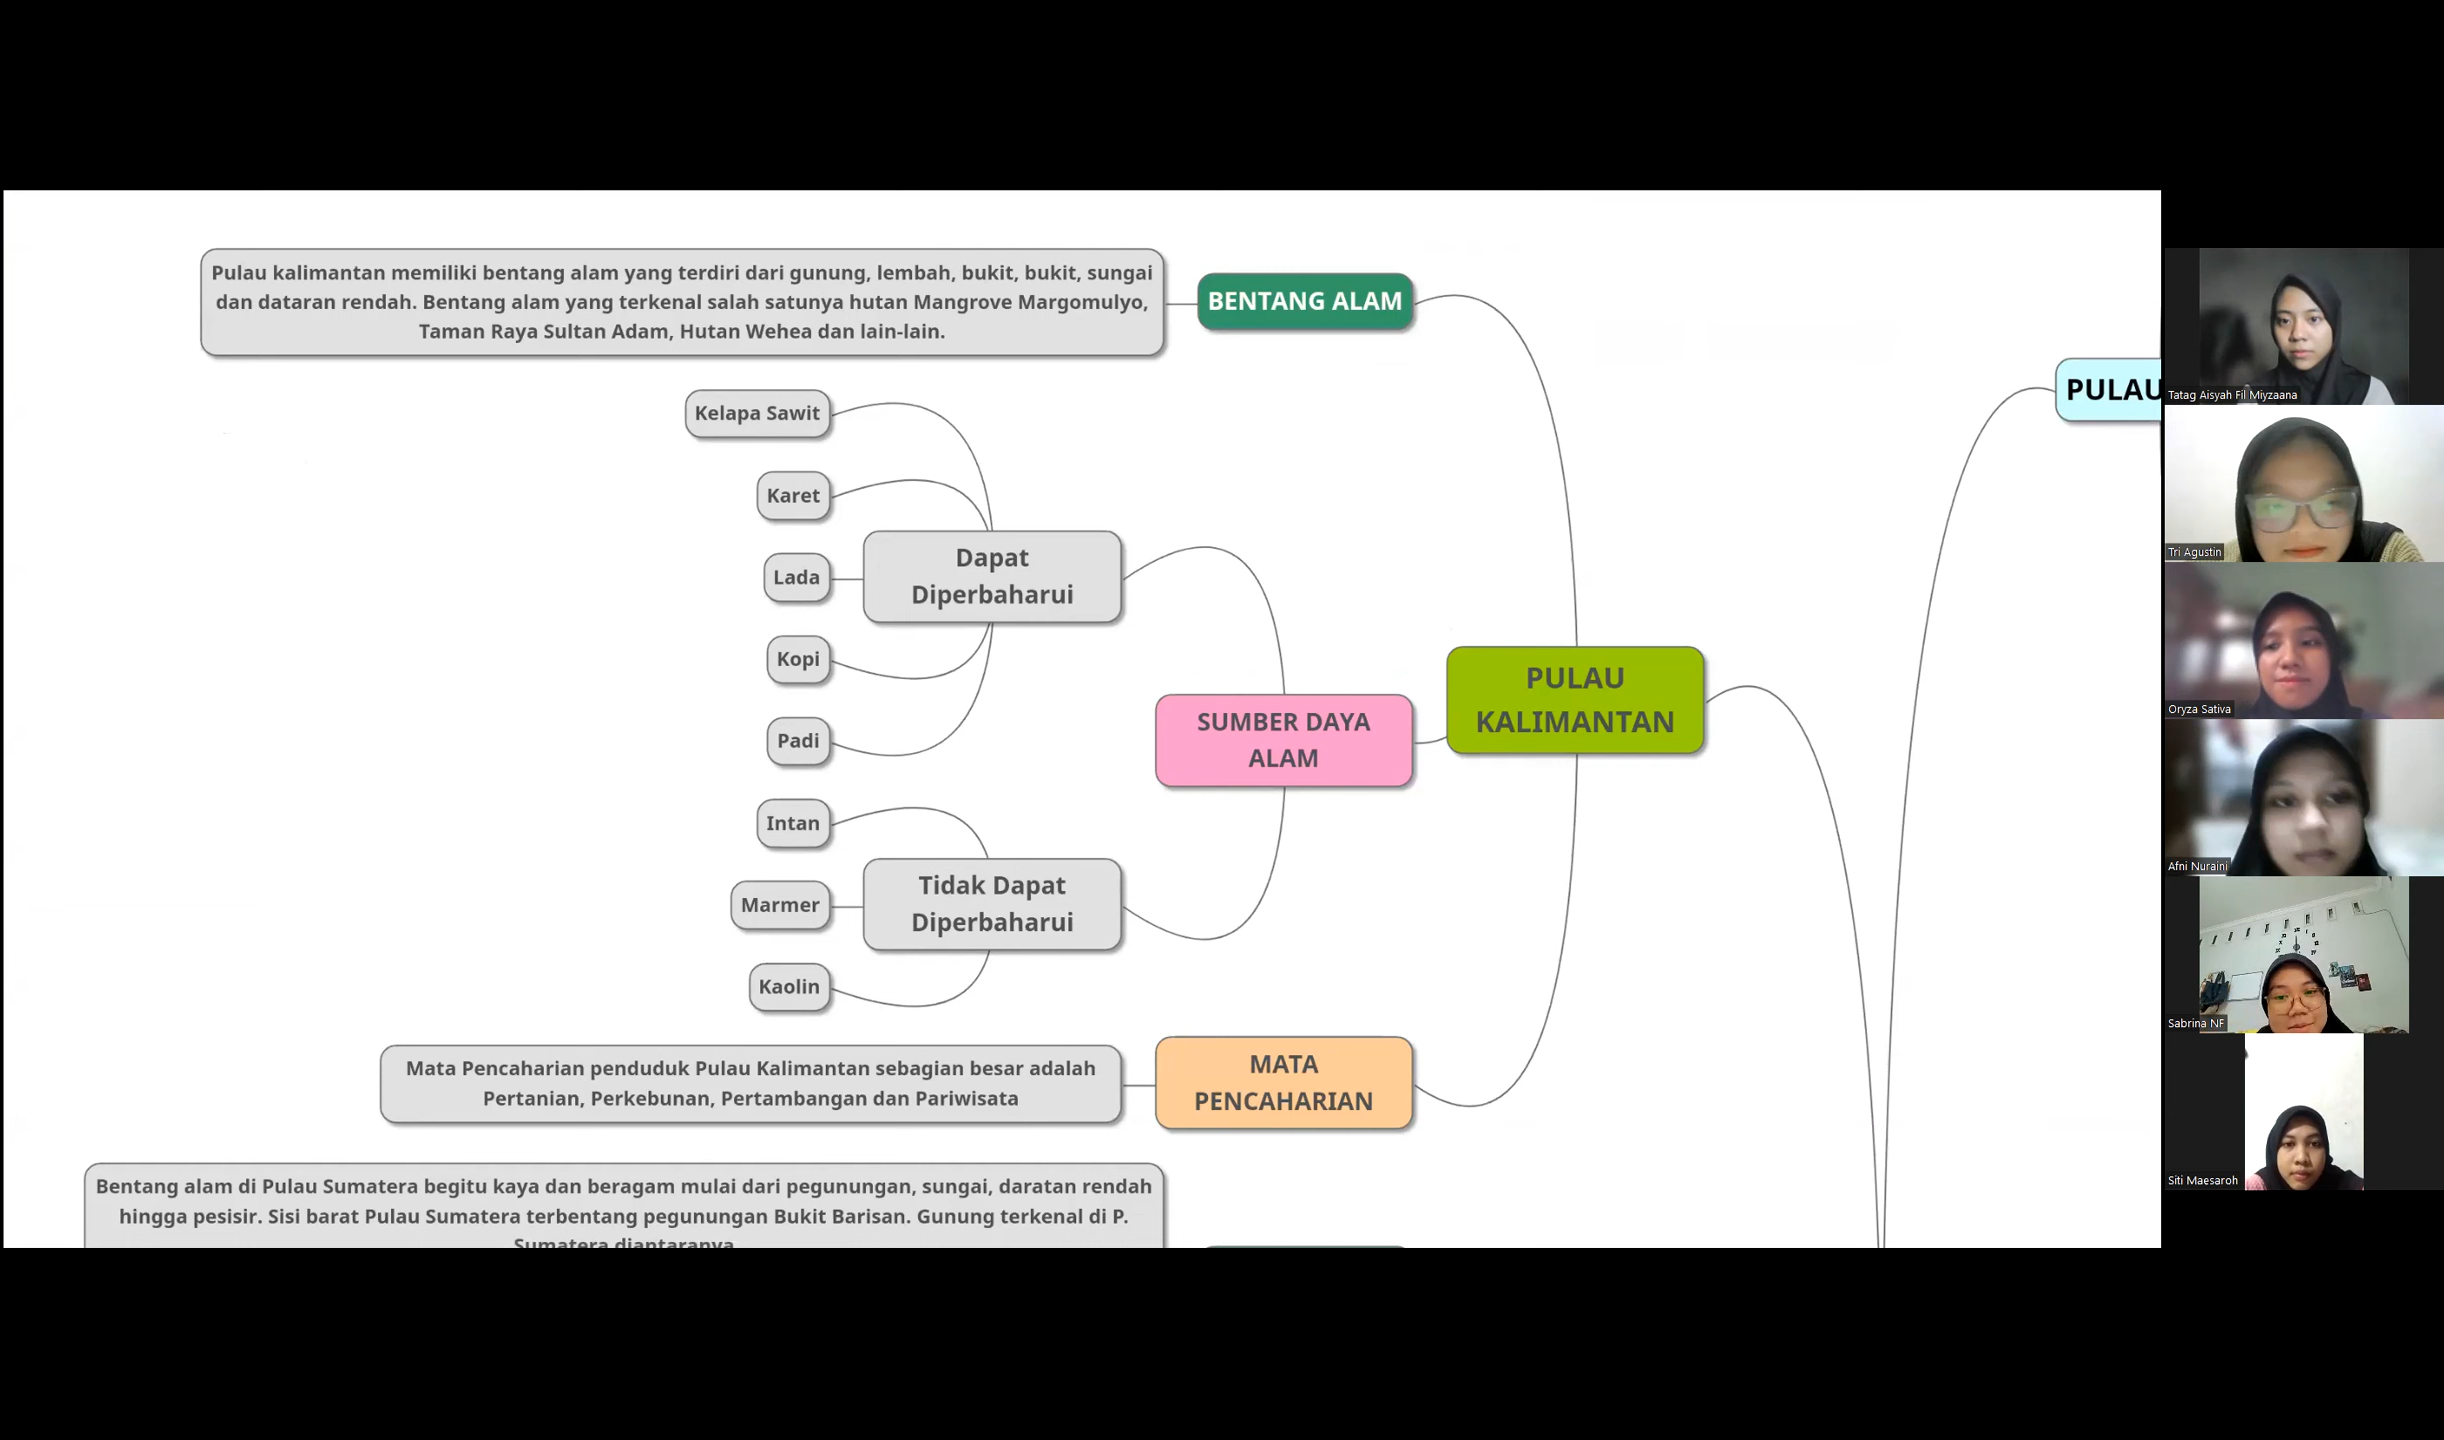 Pulau kalimantan memiliki bentang alam yang terdiri dari gunung, lembah, bukit, bukit, sungai
dan dataran rendah. Bentang alam yang terkenal salah satunya hutan Mangrove Margomulyo,
Taman Raya Sultan Adam, Hutan Wehea dan lain-lain.
BENTANG ALAM
PULAU
Kelapa Sawit
Karet
Lada
Kopi
Padi
Dapat
Diperbaharui
Intan
Marmer
Kaolin
Tidak Dapat
Diperbaharui
SUMBER DAYA
ALAM
PULAU
KALIMANTAN
Mata Pencaharian penduduk Pulau Kalimantan sebagian besar adalah
Pertanian, Perkebunan, Pertambangan dan Pariwisata
MATA
PENCAHARIAN
Bentang alam di Pulau Sumatera begitu kaya dan beragam mulai dari pegunungan, sungai, daratan rendah
hingga pesisir. Sisi barat Pulau Sumatera terbentang pegunungan Bukit Barisan. Gunung terkenal di P.
Sumatera diantaranya
Tatag Aisyah Fil Miyzaana
Tri Agustin
Oryza Sativa
Afni Nuraini
Sabrina NF
Siti Maesaroh